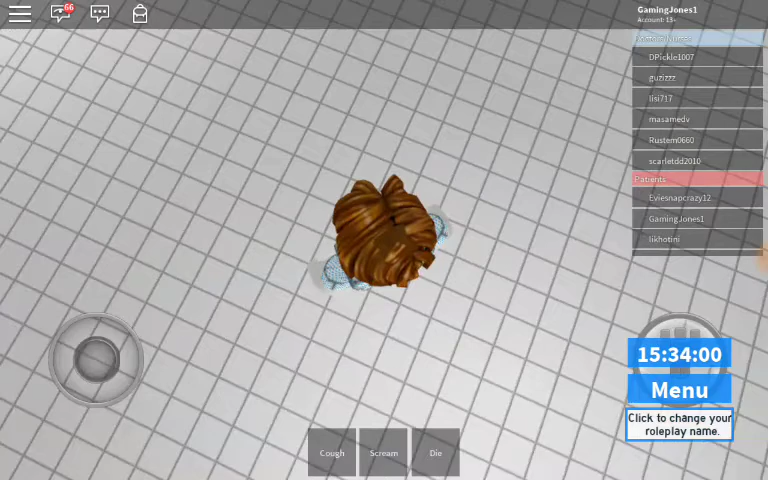 66
GamingJones1
Account: 13+
DPickle1007
guzizzz
lisi717
masamedv
Rustem0660
scarletdd2010
Patients
Eviesnapcrazy12
GamingJones1
likhotini
15:34:00
Menu
Click to change your
roleplay name.
Cough
Scream
Die